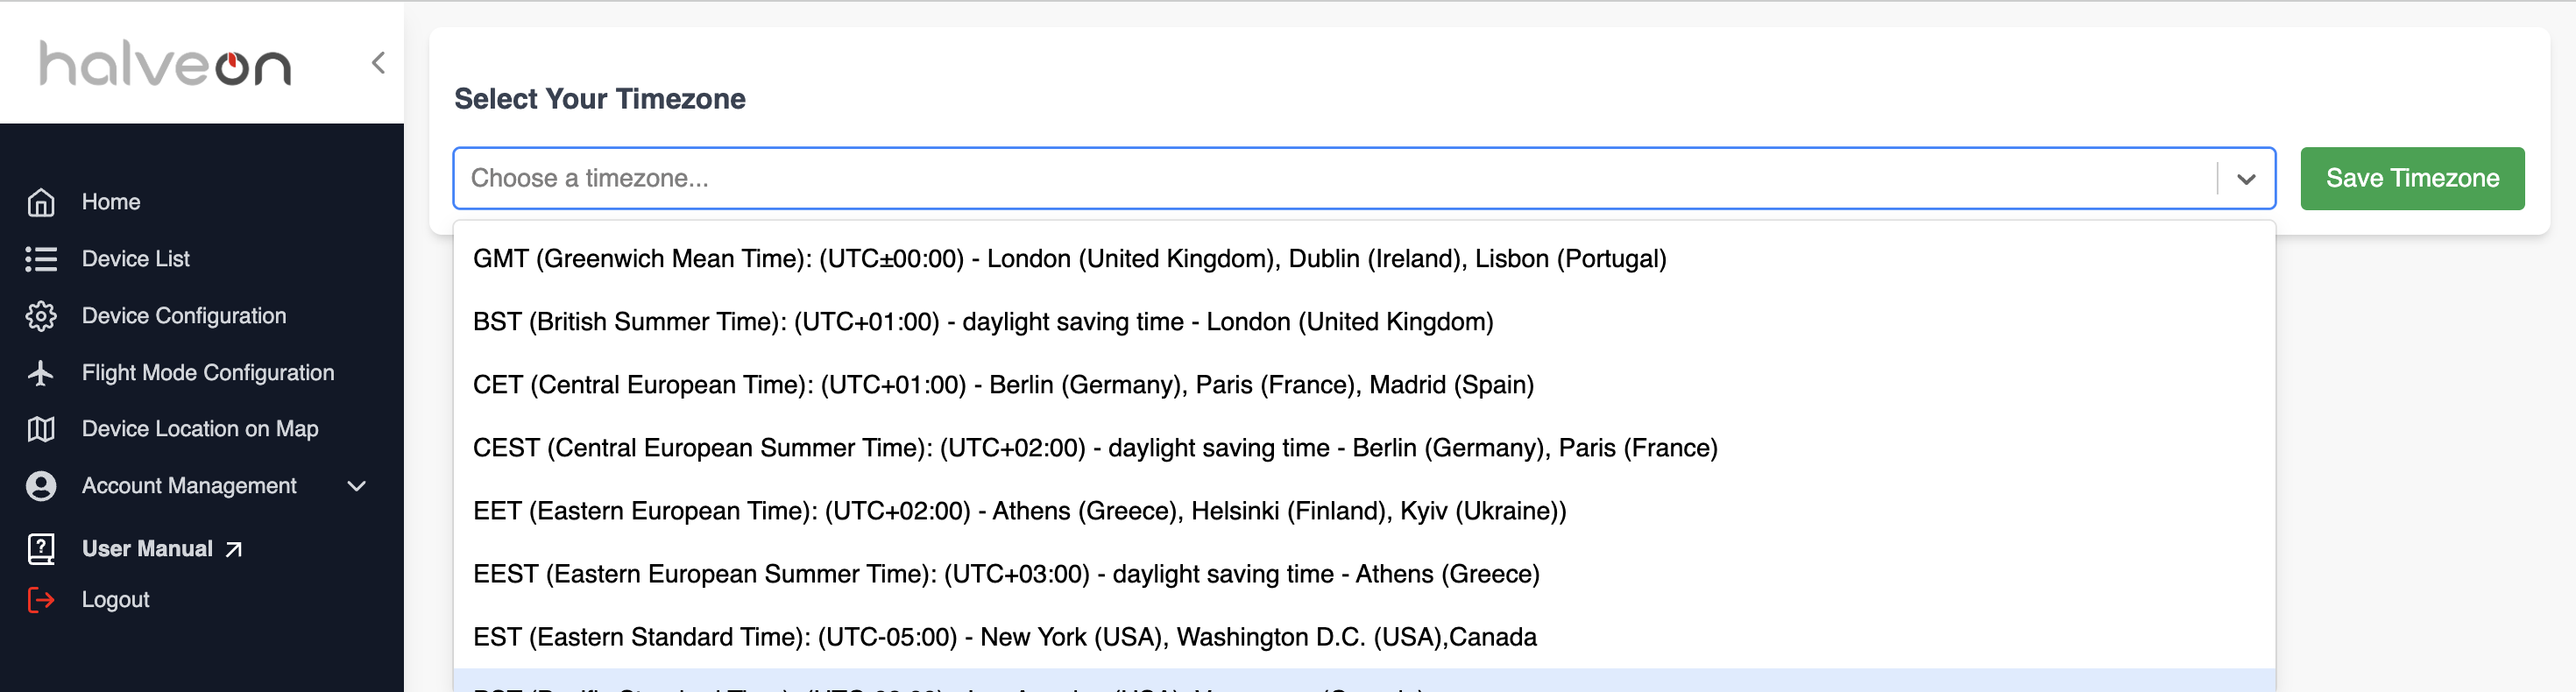 halveon
Select Your Timezone
Choose a timezone...
Save Timezone
Home
Device List
Device Configuration
Flight Mode Configuration
Device Location on Map
Account Management
User Manual
Logout
GMT (Greenwich Mean Time): (UTC±00:00) - London (United Kingdom), Dublin (Ireland), Lisbon (Portugal)
BST (British Summer Time): (UTC+01:00) - daylight saving time - London (United Kingdom)
CET (Central European Time): (UTC+01:00) - Berlin (Germany), Paris (France), Madrid (Spain)
CEST (Central European Summer Time): (UTC+02:00) - daylight saving time - Berlin (Germany), Paris (France)
EET (Eastern European Time): (UTC+02:00) - Athens (Greece), Helsinki (Finland), Kyiv (Ukraine))
EEST (Eastern European Summer Time): (UTC+03:00) - daylight saving time - Athens (Greece)
EST (Eastern Standard Time): (UTC-05:00) - New York (USA), Washington D.C. (USA),Canada